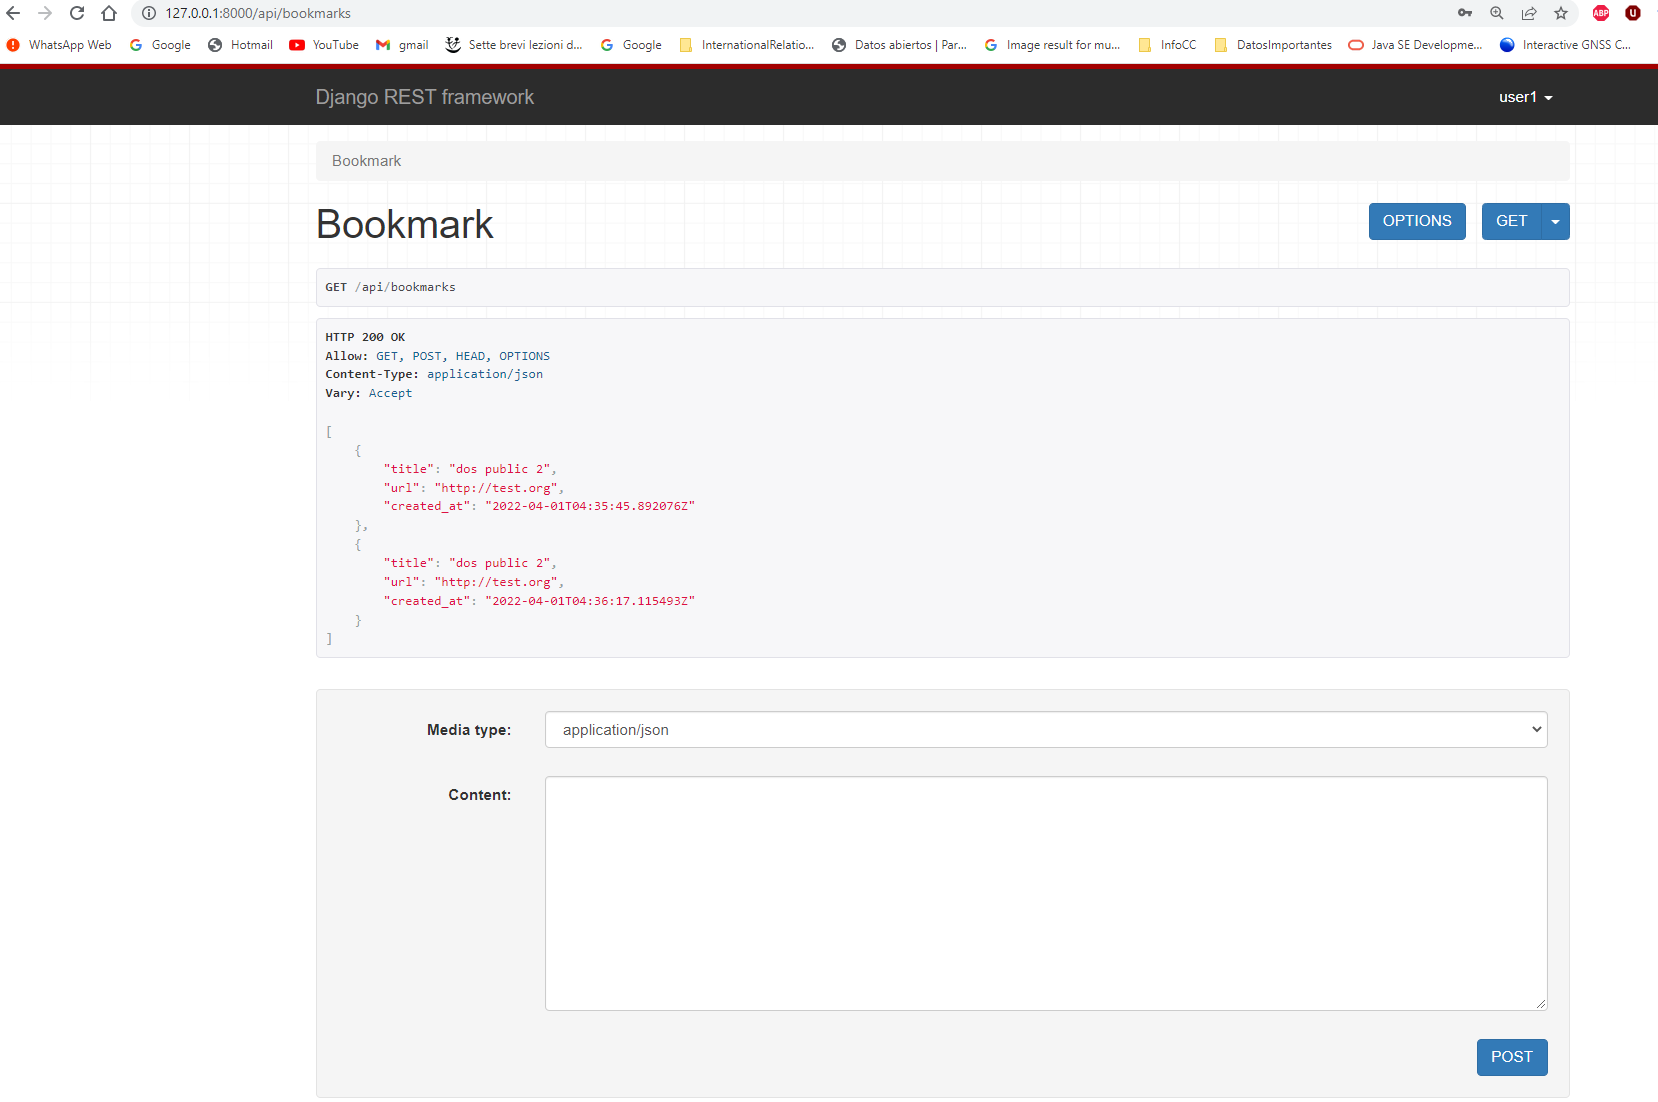 127.0.0.1:8000/api/bookmarks
ABP
WhatsApp Web Google Hotmail YouTube gmail Sette brevi lezioni d... Google InternationalRelatio... Datos abiertos | Par... Image result for mu... InfoCC DatosImportantes Java SE Developme... Interactive GNSS C...
Django REST framework user1
Bookmark
Bookmark OPTIONS GET
GET /api/bookmarks
HTTP 200 OK
Allow: GET, POST, HEAD, OPTIONS
Content-Type: application/json
Vary: Accept
[
{
"title": "dos public 2",
"url": "http://test.org",
"created_at": "2022-04-01T04:35:45.892076Z"
},
{
"title": "dos public 2",
"url": "http://test.org",
"created_at": "2022-04-01T04:36:17.115493Z"
}
]
Media type: application/json
Content:
POST